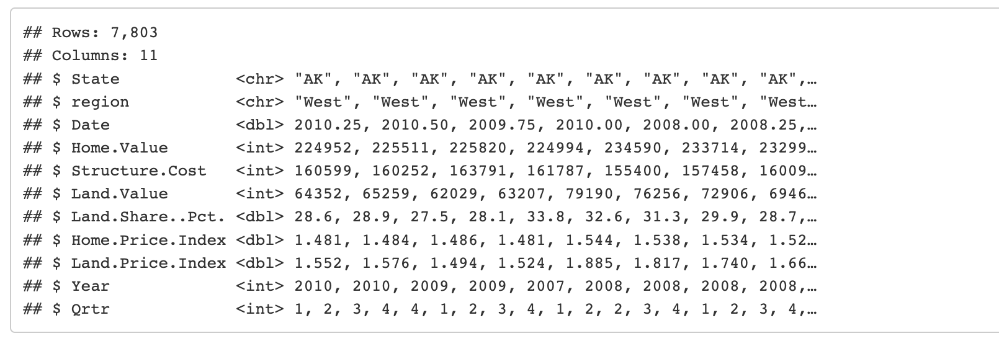 ## Rows: 7,803
## Columns: 11
## $ State            <chr> "AK", "AK", "AK", "AK", "AK", "AK", "AK", "AK", "AK",…
## $ region           <chr> "West", "West", "West", "West", "West", "West", "West…
## $ Date             <dbl> 2010.25, 2010.50, 2009.75, 2010.00, 2008.00, 2008.25,…
## $ Home.Value       <int> 224952, 225511, 225820, 224994, 234590, 233714, 23299…
## $ Structure.Cost   <int> 160599, 160252, 163791, 161787, 155400, 157458, 16009…
## $ Land.Value       <int> 64352, 65259, 62029, 63207, 79190, 76256, 72906, 6946…
## $ Land.Share..Pct. <dbl> 28.6, 28.9, 27.5, 28.1, 33.8, 32.6, 31.3, 29.9, 28.7,…
## $ Home.Price.Index <dbl> 1.481, 1.484, 1.486, 1.481, 1.544, 1.538, 1.534, 1.52…
## $ Land.Price.Index <dbl> 1.552, 1.576, 1.494, 1.524, 1.885, 1.817, 1.740, 1.66…
## $ Year             <int> 2010, 2010, 2009, 2009, 2007, 2008, 2008, 2008, 2008,…
## $ Qrtr             <int> 1, 2, 3, 4, 4, 1, 2, 3, 4, 1, 2, 2, 3, 4, 1, 2, 3, 4,…